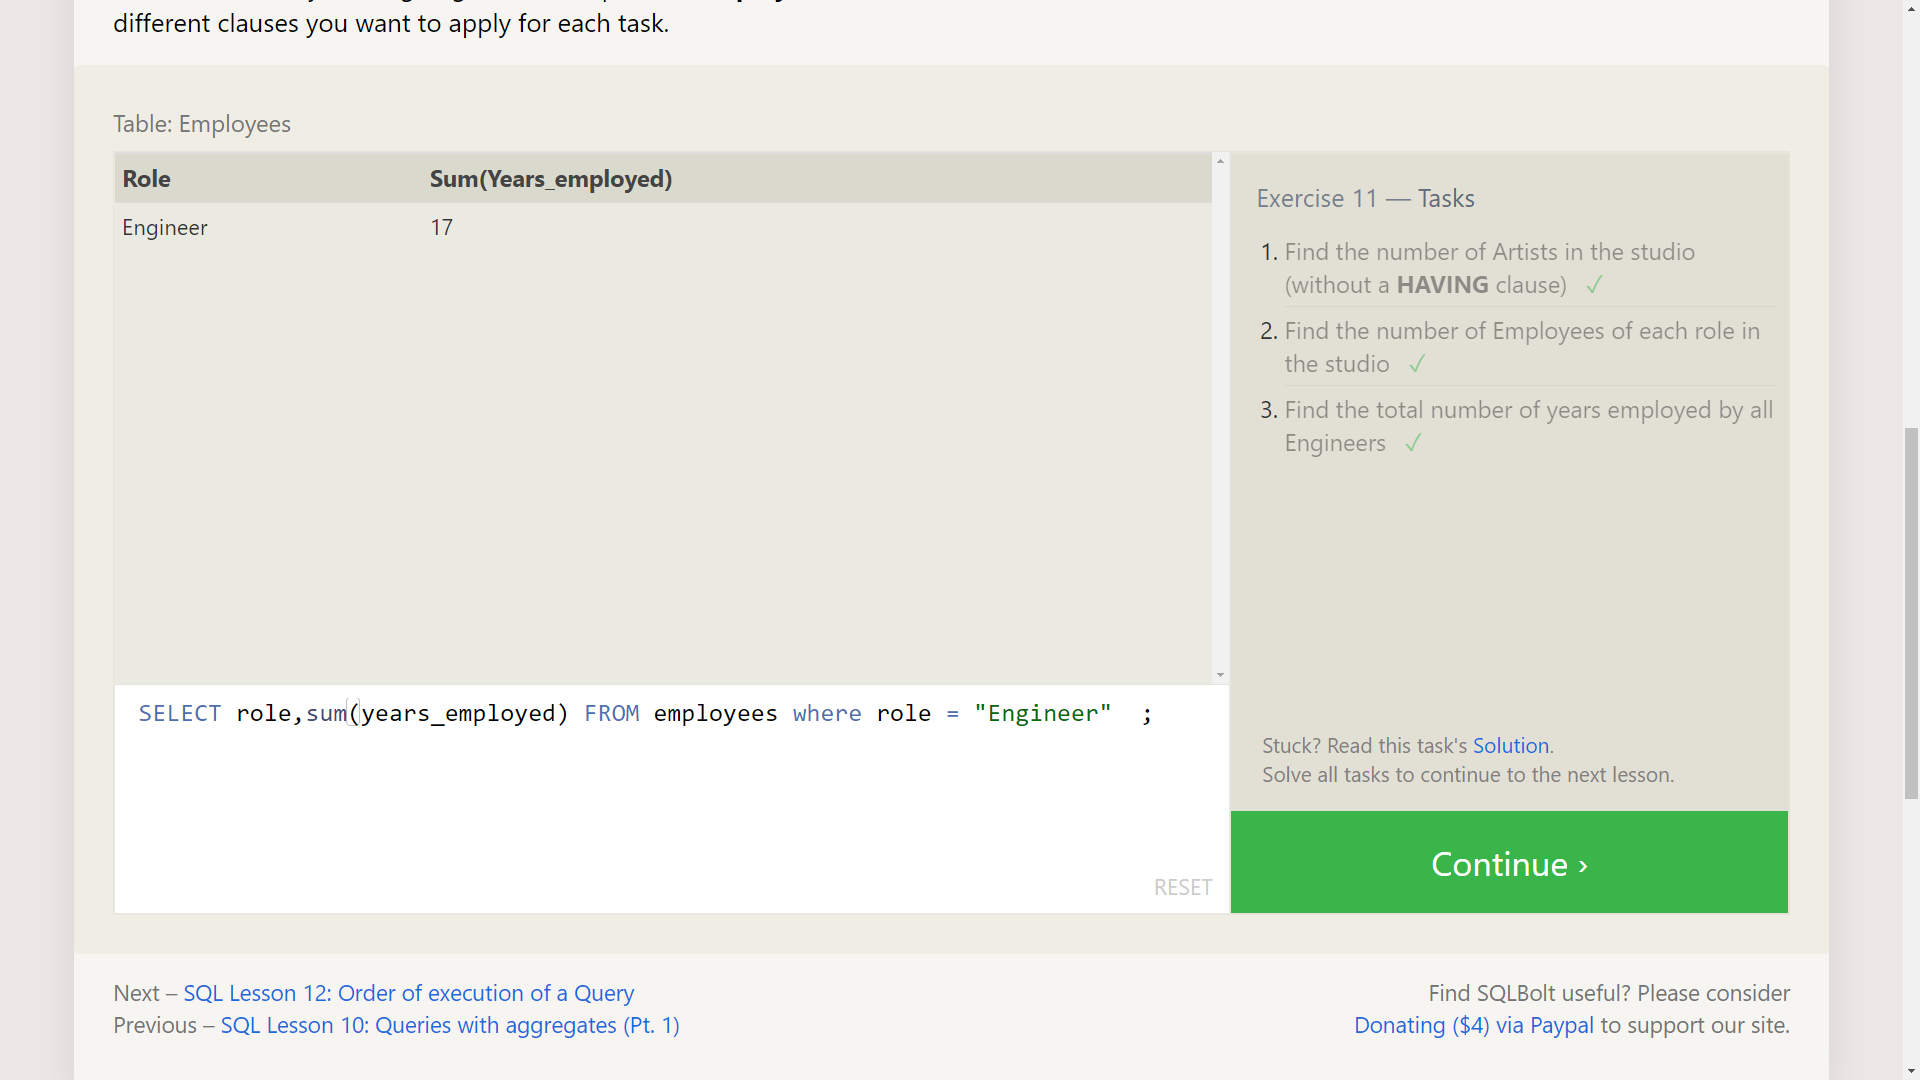 different clauses you want to apply for each task.
Table: Employees
Role Sum(Years_employed)
Engineer 17
Exercise 11 — Tasks
1. Find the number of Artists in the studio
(without a HAVING clause) ✓
2. Find the number of Employees of each role in
the studio ✓
3. Find the total number of years employed by all
Engineers ✓
SELECT role,sum(years_employed) FROM employees where role = "Engineer"  ;
RESET
Stuck? Read this task's Solution.
Solve all tasks to continue to the next lesson.
Continue ›
Next – SQL Lesson 12: Order of execution of a Query
Previous – SQL Lesson 10: Queries with aggregates (Pt. 1)
Find SQLBolt useful? Please consider
Donating ($4) via Paypal to support our site.